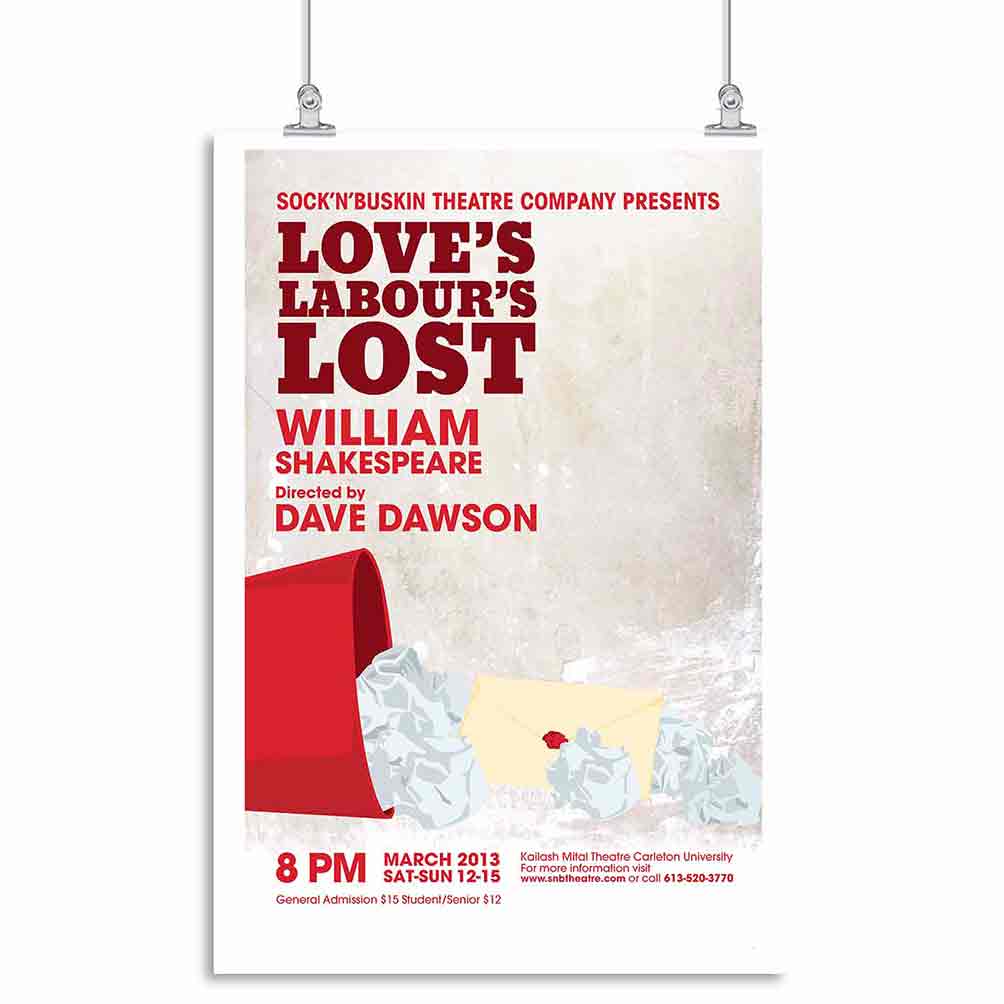 SOCK'N'BUSKIN THEATRE COMPANY PRESENTS
LOVE'S
LABOUR'S
LOST
WILLIAM
SHAKESPEARE
Directed by
DAVE DAWSON
8 PM
MARCH 2013
SAT-SUN 12-15
Kailash Mital Theatre Carleton University
For more information visit
www.snbtheatre.com or call 613-520-3770
General Admission $15 Student/Senior $12